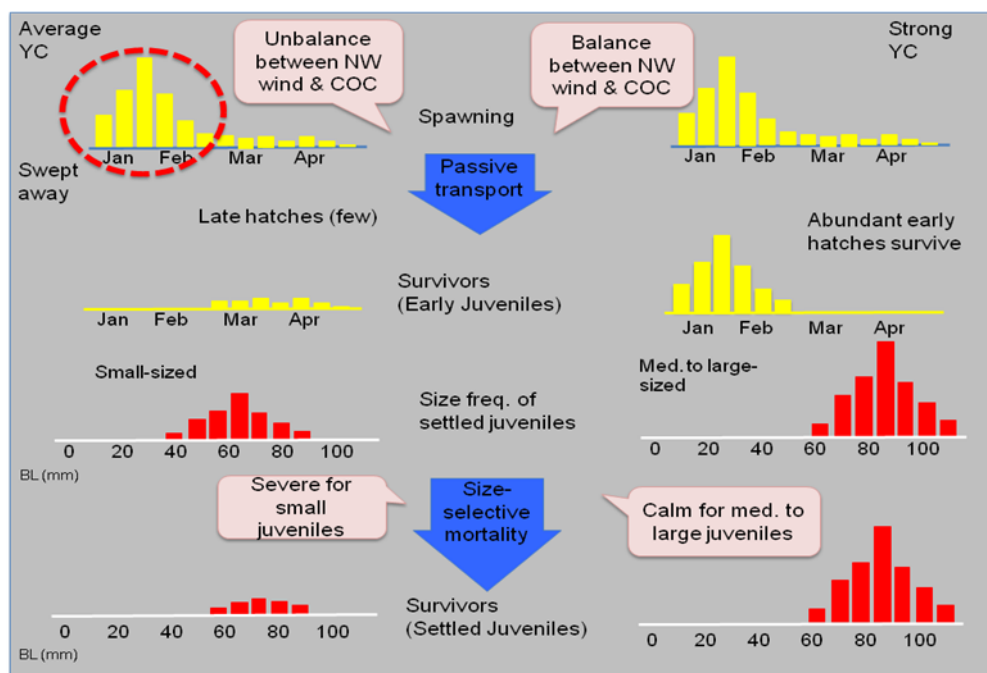 Average
YC
Unbalance
between NW
wind & COC
Balance
between NW
wind & COC
Strong
YC
Spawning
Jan Feb Mar Apr
Jan Feb Mar Apr
Swept
away
Passive
transport
Late hatches (few)
Abundant early
hatches survive
Survivors
(Early Juveniles)
Jan Feb Mar Apr
Jan Feb Mar Apr
Small-sized
Med. to large-
sized
Size freq. of
settled juveniles
0 20 40 60 80 100
BL (mm)
0 20 40 60 80 100
BL (mm)
Severe for
small
juveniles
Size-
selective
mortality
Calm for med. to
large juveniles
Survivors
(Settled Juveniles)
0 20 40 60 80 100
BL (mm)
0 20 40 60 80 100
BL (mm)